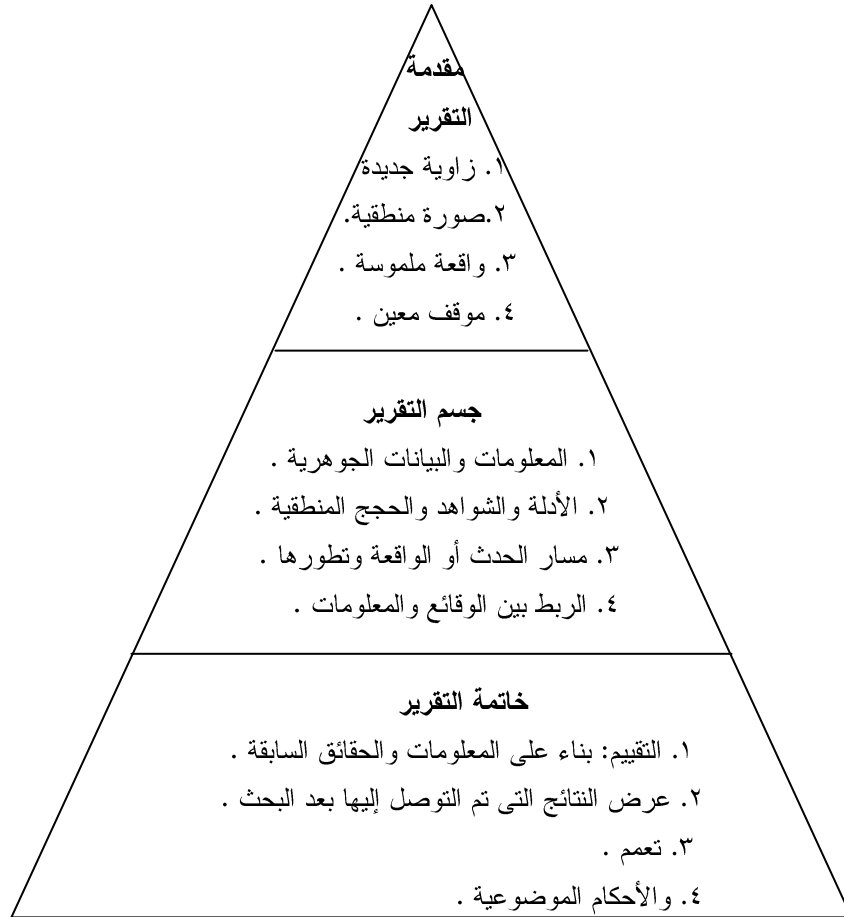 مقدمة
التقرير
١. زاوية جديدة
٢.صورة منطقية.
٣. واقعة ملموسة .
٤. موقف معين .
جسم التقرير
١. المعلومات والبيانات الجوهرية .
٢. الأدلة والشواهد والحجج المنطقية .
٣. مسار الحدث أو الواقعة وتطورها .
٤. الربط بين الوقائع والمعلومات .
خاتمة التقرير
١. التقييم: بناء على المعلومات والحقائق السابقة .
٢. عرض النتائج التى تم التوصل إليها بعد البحث .
٣. تعمم .
٤. والأحكام الموضوعية .